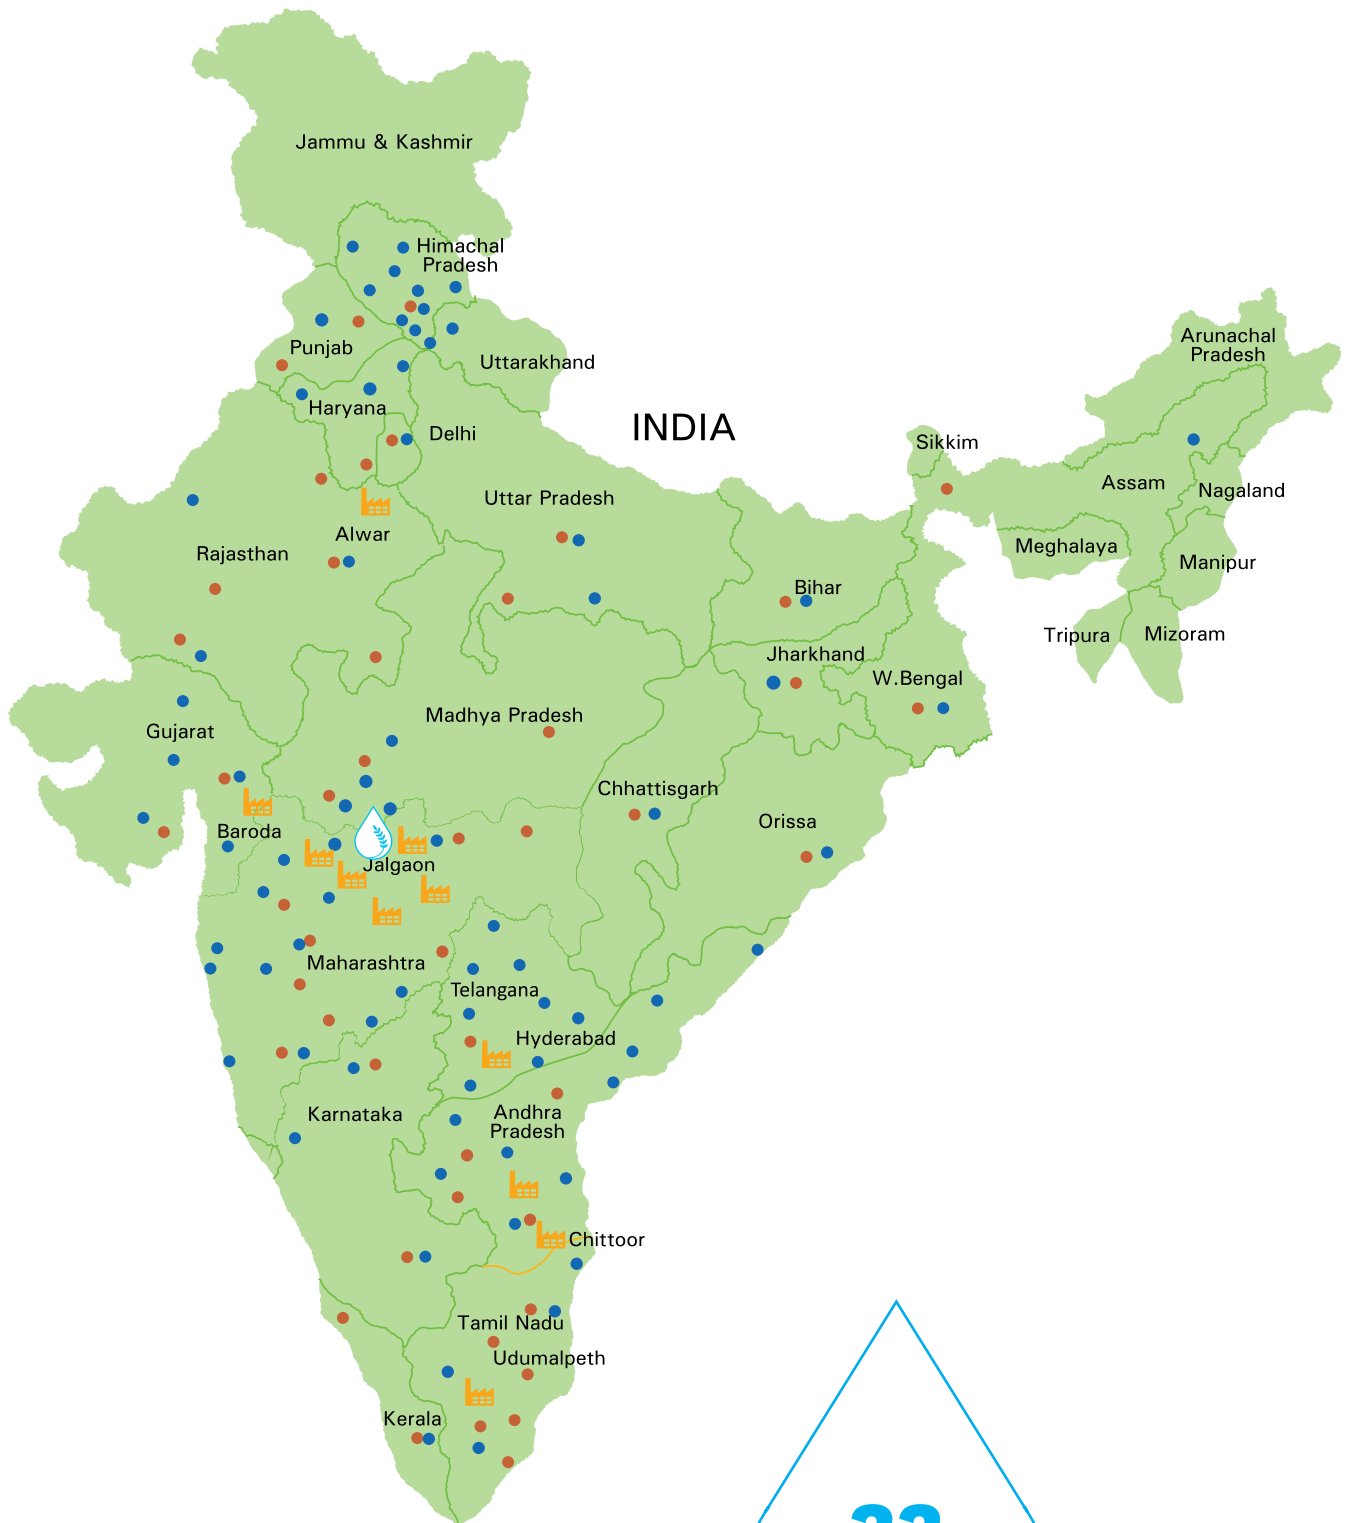 Jammu & Kashmir
Himachal
Pradesh
Punjab
Uttarakhand
Haryana
Delhi
INDIA
Arunachal
Pradesh
Sikkim
Assam
Nagaland
Uttar Pradesh
Alwar
Rajasthan
Meghalaya
Manipur
Bihar
Tripura
Mizoram
Jharkhand
W.Bengal
Madhya Pradesh
Gujarat
Chhattisgarh
Orissa
Baroda
Jalgaon
Maharashtra
Telangana
Hyderabad
Karnataka
Andhra
Pradesh
Chittoor
Tamil Nadu
Udumalpeth
Kerala